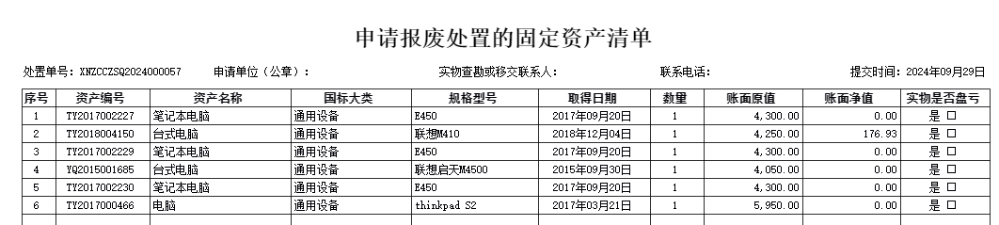 申请报废处置的固定资产清单
处置单号：XNZCCZSQ2024000057 申请单位（公章）： 实物查勘或移交联系人： 联系电话： 提交时间：2024年09月29日
序号 资产编号 资产名称 国标大类 规格型号 取得日期 数量 账面原值 账面净值 实物是否盘亏
1 TY2017002227 笔记本电脑 通用设备 E450 2017年09月20日 1 4,300.00 0.00 是 □
2 TY2018004150 台式电脑 通用设备 联想M410 2018年12月04日 1 4,250.00 176.93 是 □
3 TY2017002229 笔记本电脑 通用设备 E450 2017年09月20日 1 4,300.00 0.00 是 □
4 YQ2015001685 台式电脑 通用设备 联想启天M4500 2015年09月30日 1 4,050.00 0.00 是 □
5 TY2017002230 笔记本电脑 通用设备 E450 2017年09月20日 1 4,300.00 0.00 是 □
6 TY2017000466 电脑 通用设备 thinkpad S2 2017年03月21日 1 5,950.00 0.00 是 □